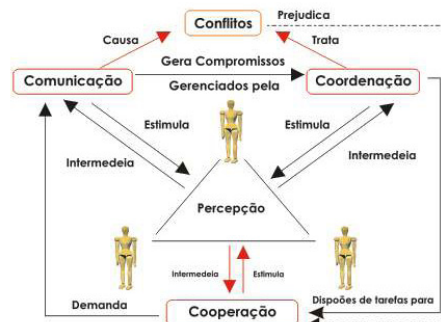 Conflitos
Prejudica
Causa
Trata
Gera Compromissos
Comunicação
Coordenação
Gerenciados pela
Estimula
Estimula
Intermedeia
Intermedeia
Percepção
Intermedeia
Estimula
Demanda
Dispoões de tarefas para
Cooperação